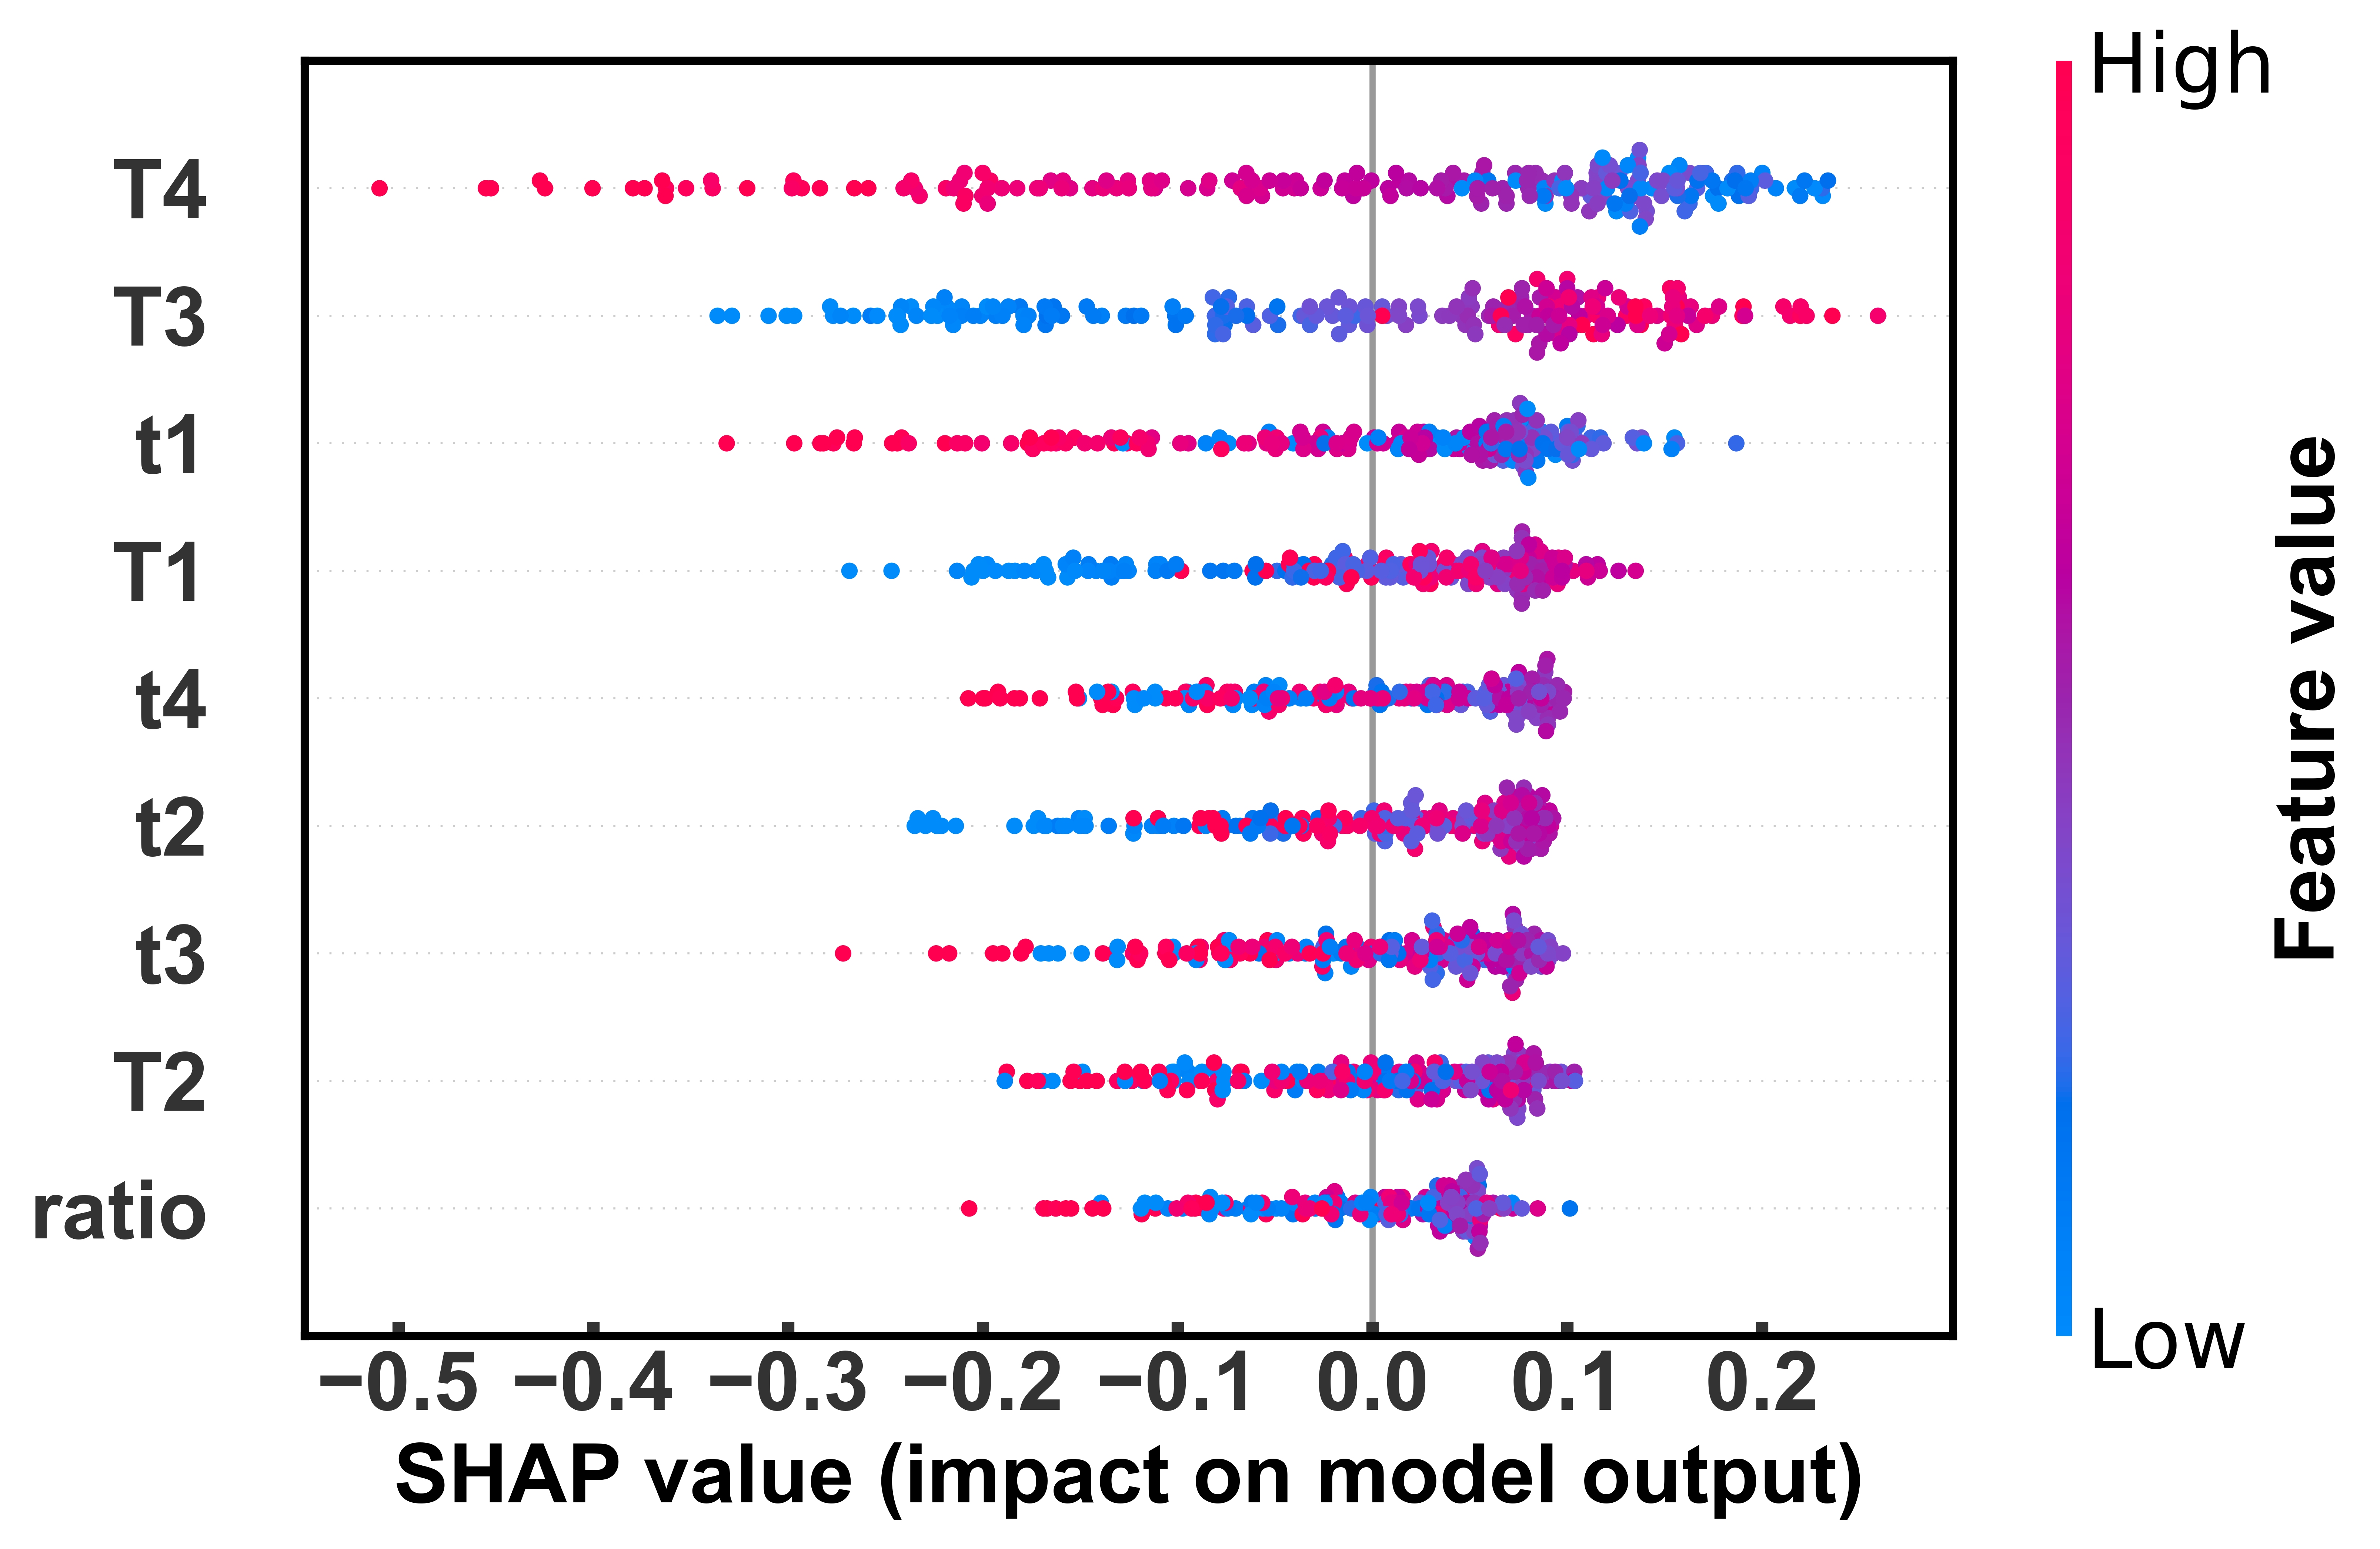 High
T4
T3
t1
T1
t4
t2
t3
T2
ratio
Feature value
Low
−0.5 −0.4 −0.3 −0.2 −0.1 0.0 0.1 0.2
SHAP value (impact on model output)